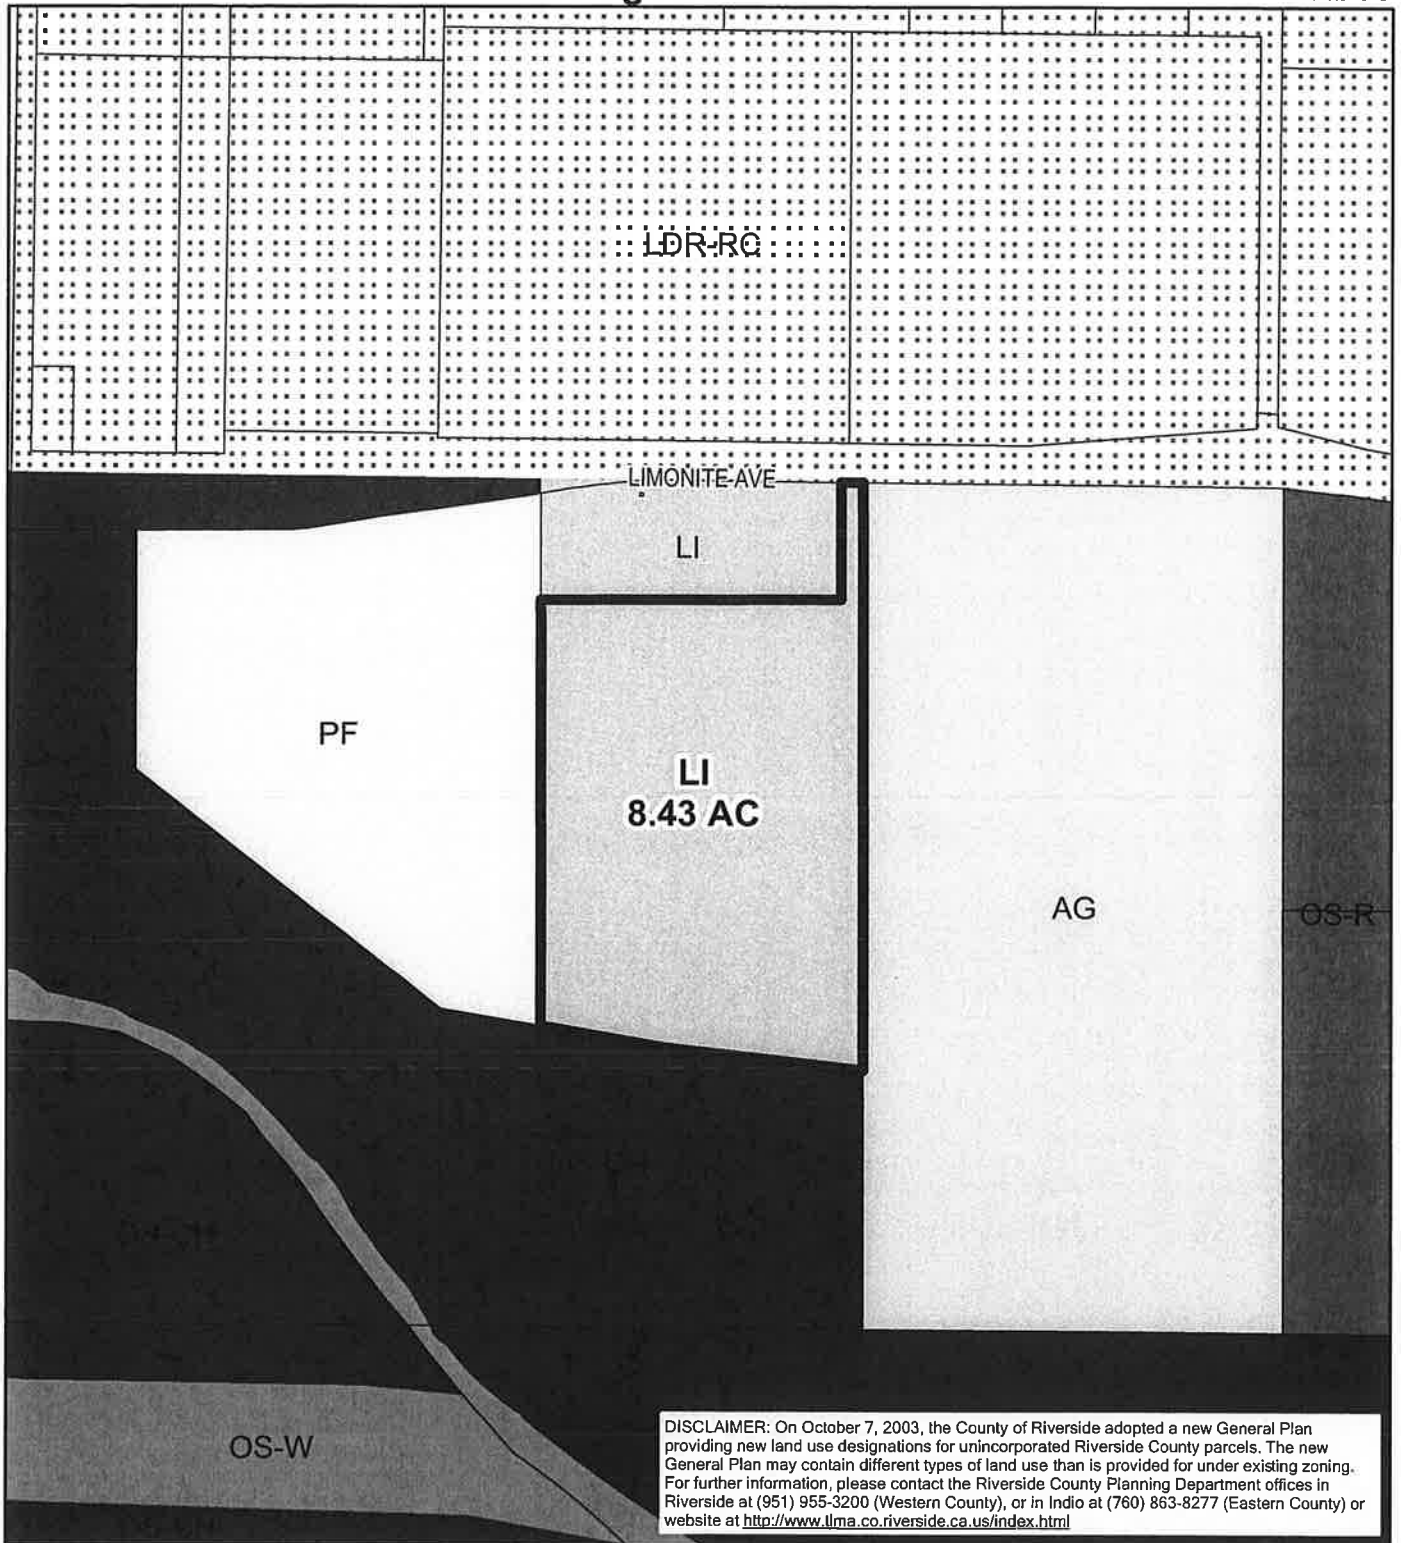 LDR-RC
LIMONITE AVE
LI
PF
LI
8.43 AC
AG
OS-R
OS-W
DISCLAIMER: On October 7, 2003, the County of Riverside adopted a new General Plan
providing new land use designations for unincorporated Riverside County parcels. The new
General Plan may contain different types of land use than is provided for under existing zoning.
For further information, please contact the Riverside County Planning Department offices in
Riverside at (951) 955-3200 (Western County), or in Indio at (760) 863-8277 (Eastern County) or
website at http://www.tlma.co.riverside.ca.us/index.html